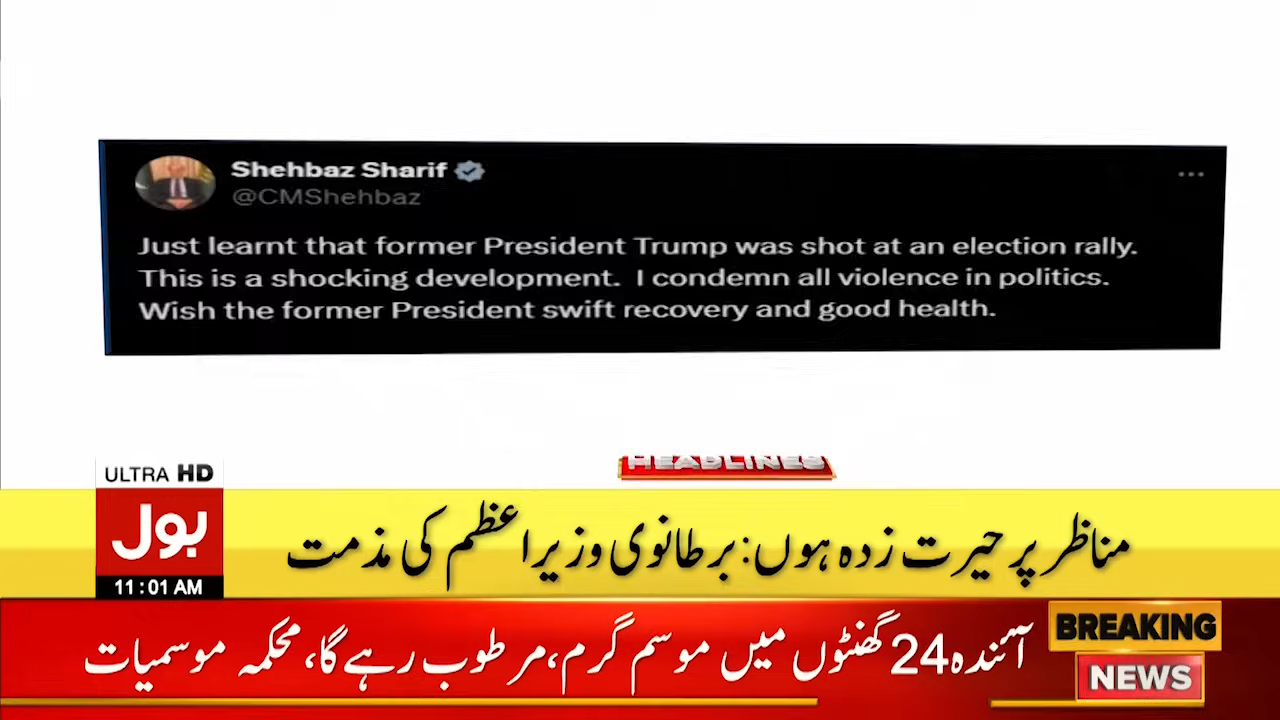 Shehbaz Sharif
@CMShehbaz
Just learnt that former President Trump was shot at an election rally.
This is a shocking development. I condemn all violence in politics.
Wish the former President swift recovery and good health.
HEADLINES
ULTRA HD
بول
11:01 AM
مناظر پر حیرت زدہ ہوں: برطانوی وزیراعظم کی مذمت
BREAKING
NEWS
آئندہ 24 گھنٹوں میں موسم گرم، مرطوب رہے گا، محکمہ موسمیات